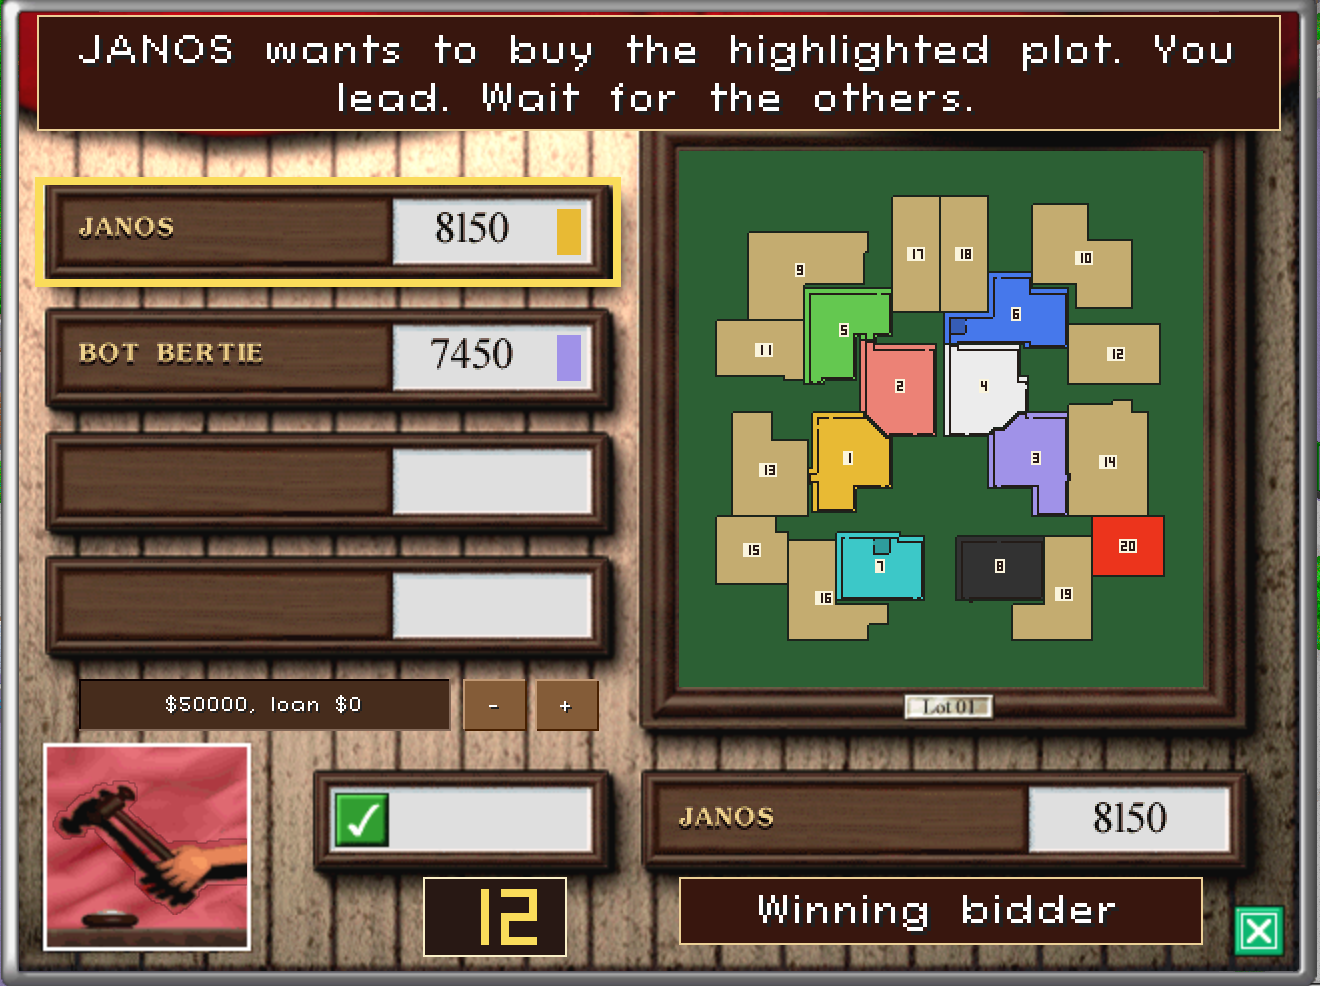 JANOS wants to buy the highlighted plot. You
lead. Wait for the others.
JANOS 8150
BOT BERTIE 7450
$50000, loan $0 - +
12
17 18 10
9
6
5
11 12
2 4
1 3
13 14
15 20
7 8
16 19
Lot 01
JANOS 8150
Winning bidder